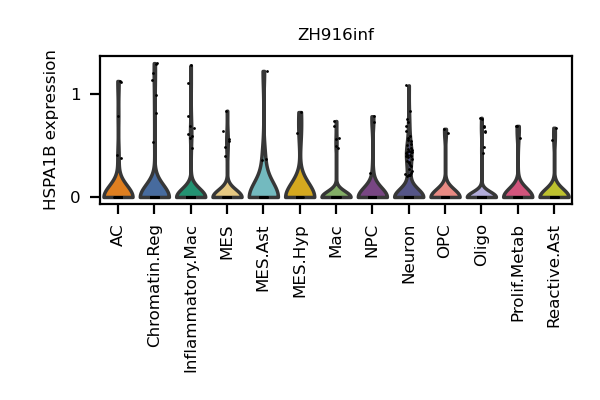 ZH916inf
HSPA1B expression
1
0
AC
Chromatin.Reg
Inflammatory.Mac
MES
MES.Ast
MES.Hyp
Mac
NPC
Neuron
OPC
Oligo
Prolif.Metab
Reactive.Ast